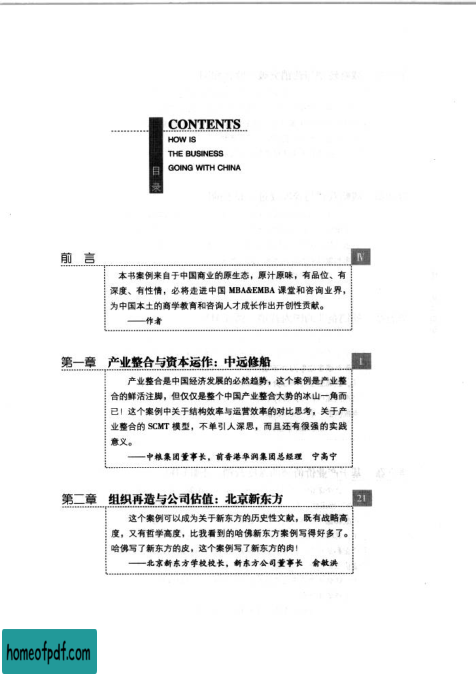 CONTENTS
HOW IS
THE BUSINESS
GOING WITH CHINA
目录
前 言 IV
本书案例来自于中国商业的原生态，原汁原味，有品位、有
深度、有性情，必将走进中国 MBA&EMBA 课堂和咨询业界，
为中国本土的商学教育和咨询人才成长作出开创性贡献。
——作者
第一章 产业整合与资本运作：中远修船 1
产业整合是中国经济发展的必然趋势，这个案例是产业整
合的鲜活注脚，但仅仅是整个中国产业整合大势的冰山一角而
已！这个案例中关于结构效率与运营效率的对比思考，关于产
业整合的 SCMT 模型，不单引人深思，而且还有很强的实践
意义。
——中粮集团董事长，前香港华润集团总经理 宁高宁
第二章 组织再造与公司估值：北京新东方 21
这个案例可以成为关于新东方的历史性文献，既有战略高
度，又有哲学高度，比我看到的哈佛新东方案例写得好多了。
哈佛写了新东方的皮，这个案例写了新东方的肉！
——北京新东方学校校长，新东方公司董事长 俞敏洪
homeofpdf.com